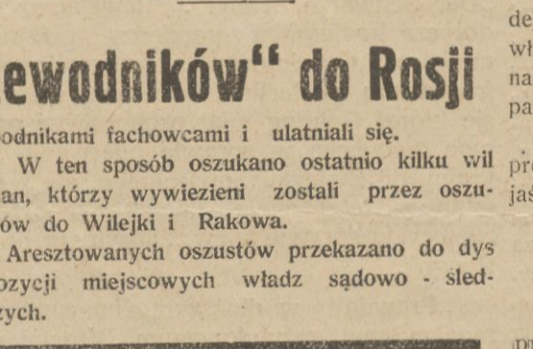 ewodników“ do Rosji
odnikami fachowcami i ulatniali się.
W ten sposób oszukano ostatnio kilku wil
an, którzy wywiezieni zostali przez oszu-
ów do Wilejki i Rakowa.
Aresztowanych oszustów przekazano do dys
ozycji miejscowych władz sądowo - śled-
zych.
de
wł
na
pa
pro
jaś